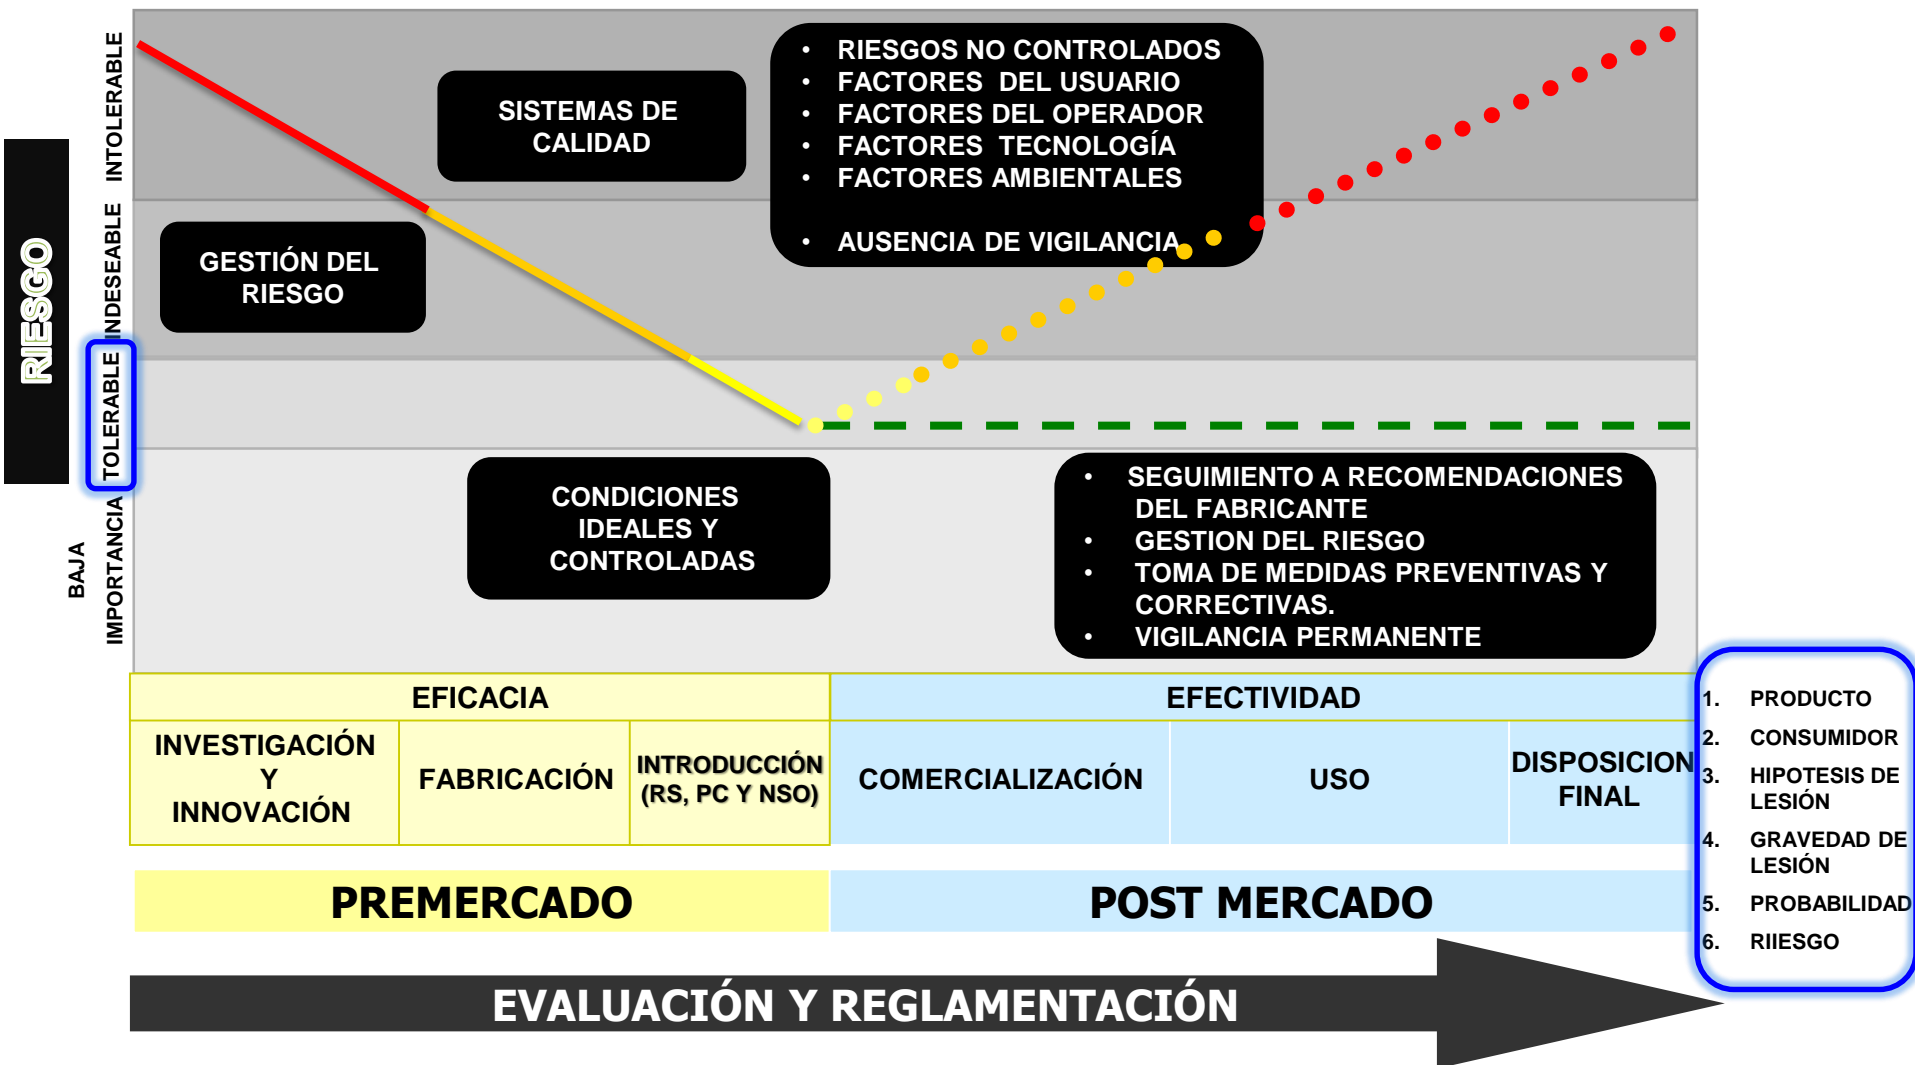 RIESGO
INTOLERABLE
INDESEABLE
TOLERABLE
BAJA
IMPORTANCIA
SISTEMAS DE
CALIDAD
GESTIÓN DEL
RIESGO
• RIESGOS NO CONTROLADOS
• FACTORES DEL USUARIO
• FACTORES DEL OPERADOR
• FACTORES TECNOLOGÍA
• FACTORES AMBIENTALES
• AUSENCIA DE VIGILANCIA
CONDICIONES
IDEALES Y
CONTROLADAS
• SEGUIMIENTO A RECOMENDACIONES
DEL FABRICANTE
• GESTION DEL RIESGO
• TOMA DE MEDIDAS PREVENTIVAS Y
CORRECTIVAS.
• VIGILANCIA PERMANENTE
EFICACIA
EFECTIVIDAD
INVESTIGACIÓN
Y
INNOVACIÓN
FABRICACIÓN
INTRODUCCIÓN
(RS, PC Y NSO)
COMERCIALIZACIÓN
USO
DISPOSICION
FINAL
PREMERCADO
POST MERCADO
EVALUACIÓN Y REGLAMENTACIÓN
1. PRODUCTO
2. CONSUMIDOR
3. HIPOTESIS DE
LESIÓN
4. GRAVEDAD DE
LESIÓN
5. PROBABILIDAD
6. RIIESGO